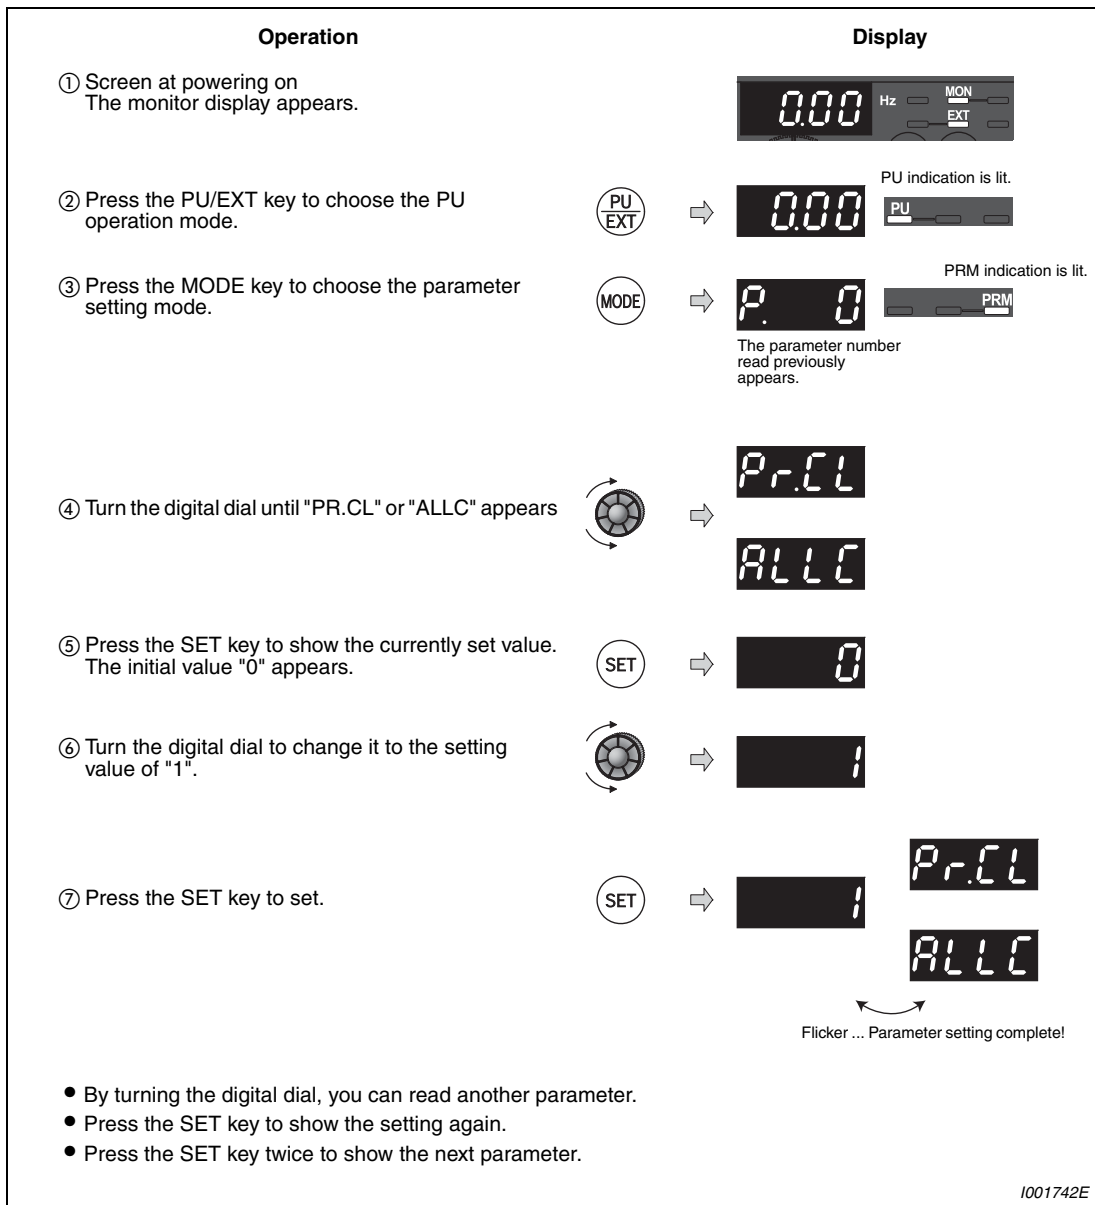 Operation
Display
① Screen at powering on
The monitor display appears.
0.00 Hz MON
EXT
② Press the PU/EXT key to choose the PU
operation mode.
PU
EXT
0.00
PU indication is lit.
PU
③ Press the MODE key to choose the parameter
setting mode.
MODE
P. 0
PRM indication is lit.
PRM
The parameter number
read previously
appears.
④ Turn the digital dial until "PR.CL" or "ALLC" appears
Pr.CL
ALLC
⑤ Press the SET key to show the currently set value.
The initial value "0" appears.
SET
0
⑥ Turn the digital dial to change it to the setting
value of "1".
1
⑦ Press the SET key to set.
SET
1
Pr.CL
ALLC
Flicker ... Parameter setting complete!
• By turning the digital dial, you can read another parameter.
• Press the SET key to show the setting again.
• Press the SET key twice to show the next parameter.
I001742E